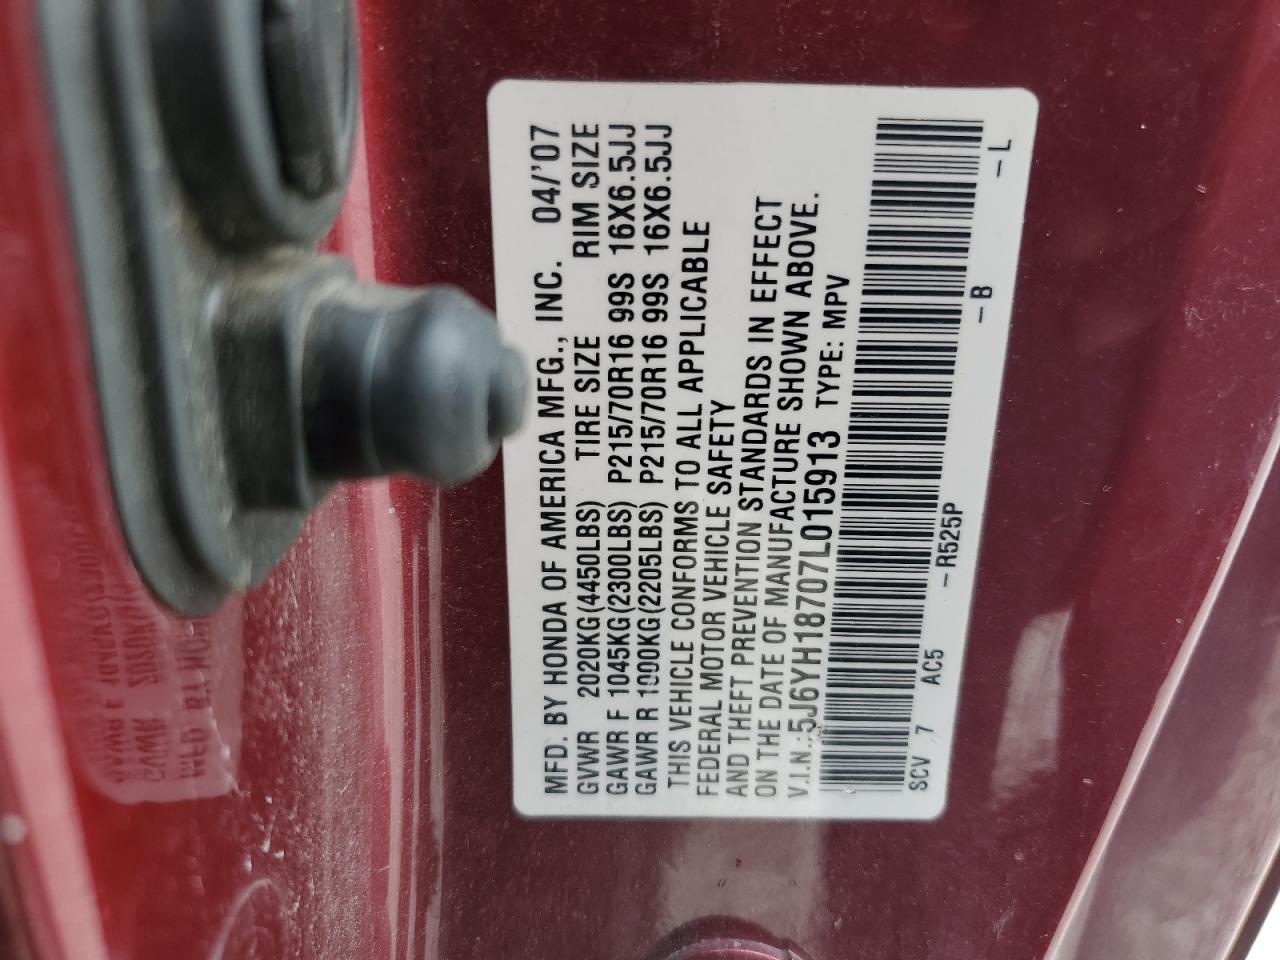 MFD. BY HONDA OF AMERICA MFG., INC. 04/'07
GVWR 2020KG(4450LBS) TIRE SIZE RIM SIZE
GAWR F 1045KG(2300LBS) P215/70R16 99S 16X6.5JJ
GAWR R 1000KG(2205LBS) P215/70R16 99S 16X6.5JJ
THIS VEHICLE CONFORMS TO ALL APPLICABLE
FEDERAL MOTOR VEHICLE SAFETY
AND THEFT PREVENTION STANDARDS IN EFFECT
ON THE DATE OF MANUFACTURE SHOWN ABOVE.
V.I.N.:5J6YH18707L015913 TYPE: MPV
SCV 7 AC5 -R525P -B -L